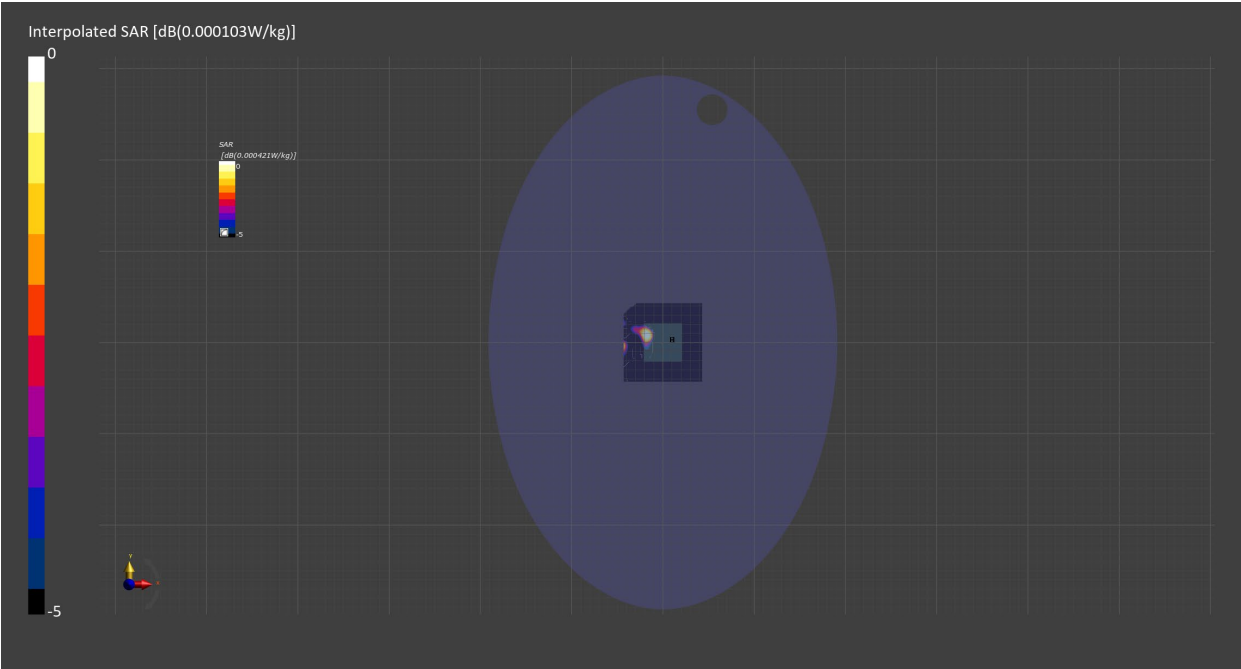 Interpolated SAR [dB(0.000103W/kg)]
0
SAR
[dB(0.000421W/kg)]
0
-5
Y
-5